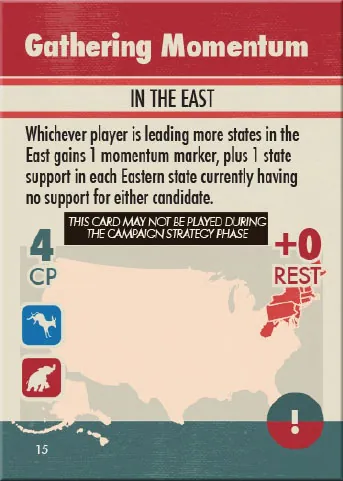 Gathering Momentum
IN THE EAST
Whichever player is leading more states in the
East gains 1 momentum marker, plus 1 state
support in each Eastern state currently having
no support for either candidate.
THIS CARD MAY NOT BE PLAYED DURING
THE CAMPAIGN STRATEGY PHASE
4
CP
+0
REST
!
15